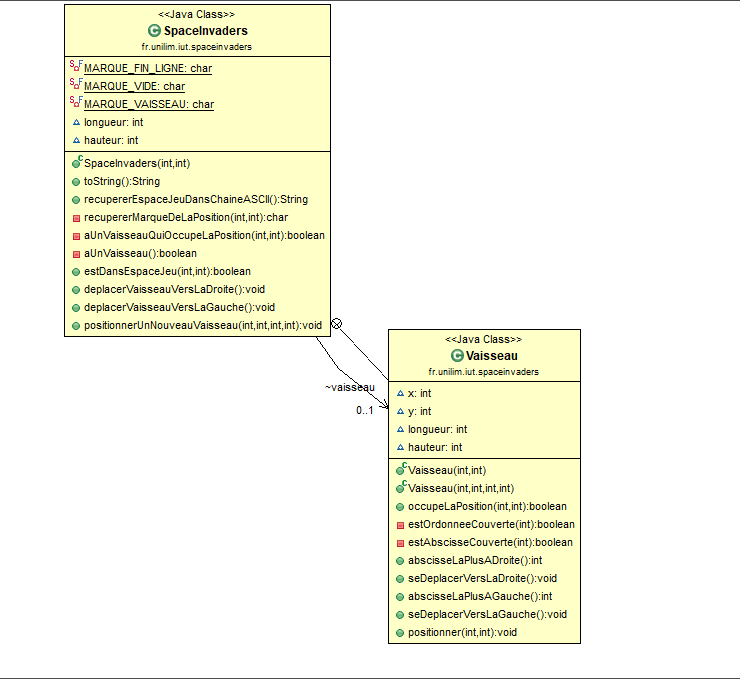 <<Java Class>>
SpaceInvaders
fr.unilim.iut.spaceinvaders
MARQUE_FIN_LIGNE: char
MARQUE_VIDE: char
MARQUE_VAISSEAU: char
longueur: int
hauteur: int
SpaceInvaders(int,int)
toString():String
recupererEspaceJeuDansChaineASCII():String
recupererMarqueDeLaPosition(int,int):char
aUnVaisseauQuiOccupeLaPosition(int,int):boolean
aUnVaisseau():boolean
estDansEspaceJeu(int,int):boolean
deplacerVaisseauVersLaDroite():void
deplacerVaisseauVersLaGauche():void
positionnerUnNouveauVaisseau(int,int,int,int):void
~vaisseau
0..1
<<Java Class>>
Vaisseau
fr.unilim.iut.spaceinvaders
x: int
y: int
longueur: int
hauteur: int
Vaisseau(int,int)
Vaisseau(int,int,int,int)
occupeLaPosition(int,int):boolean
estOrdonneeCouverte(int):boolean
estAbscisseCouverte(int):boolean
abscisseLaPlusADroite():int
seDeplacerVersLaDroite():void
abscisseLaPlusAGauche():int
seDeplacerVersLaGauche():void
positionner(int,int):void